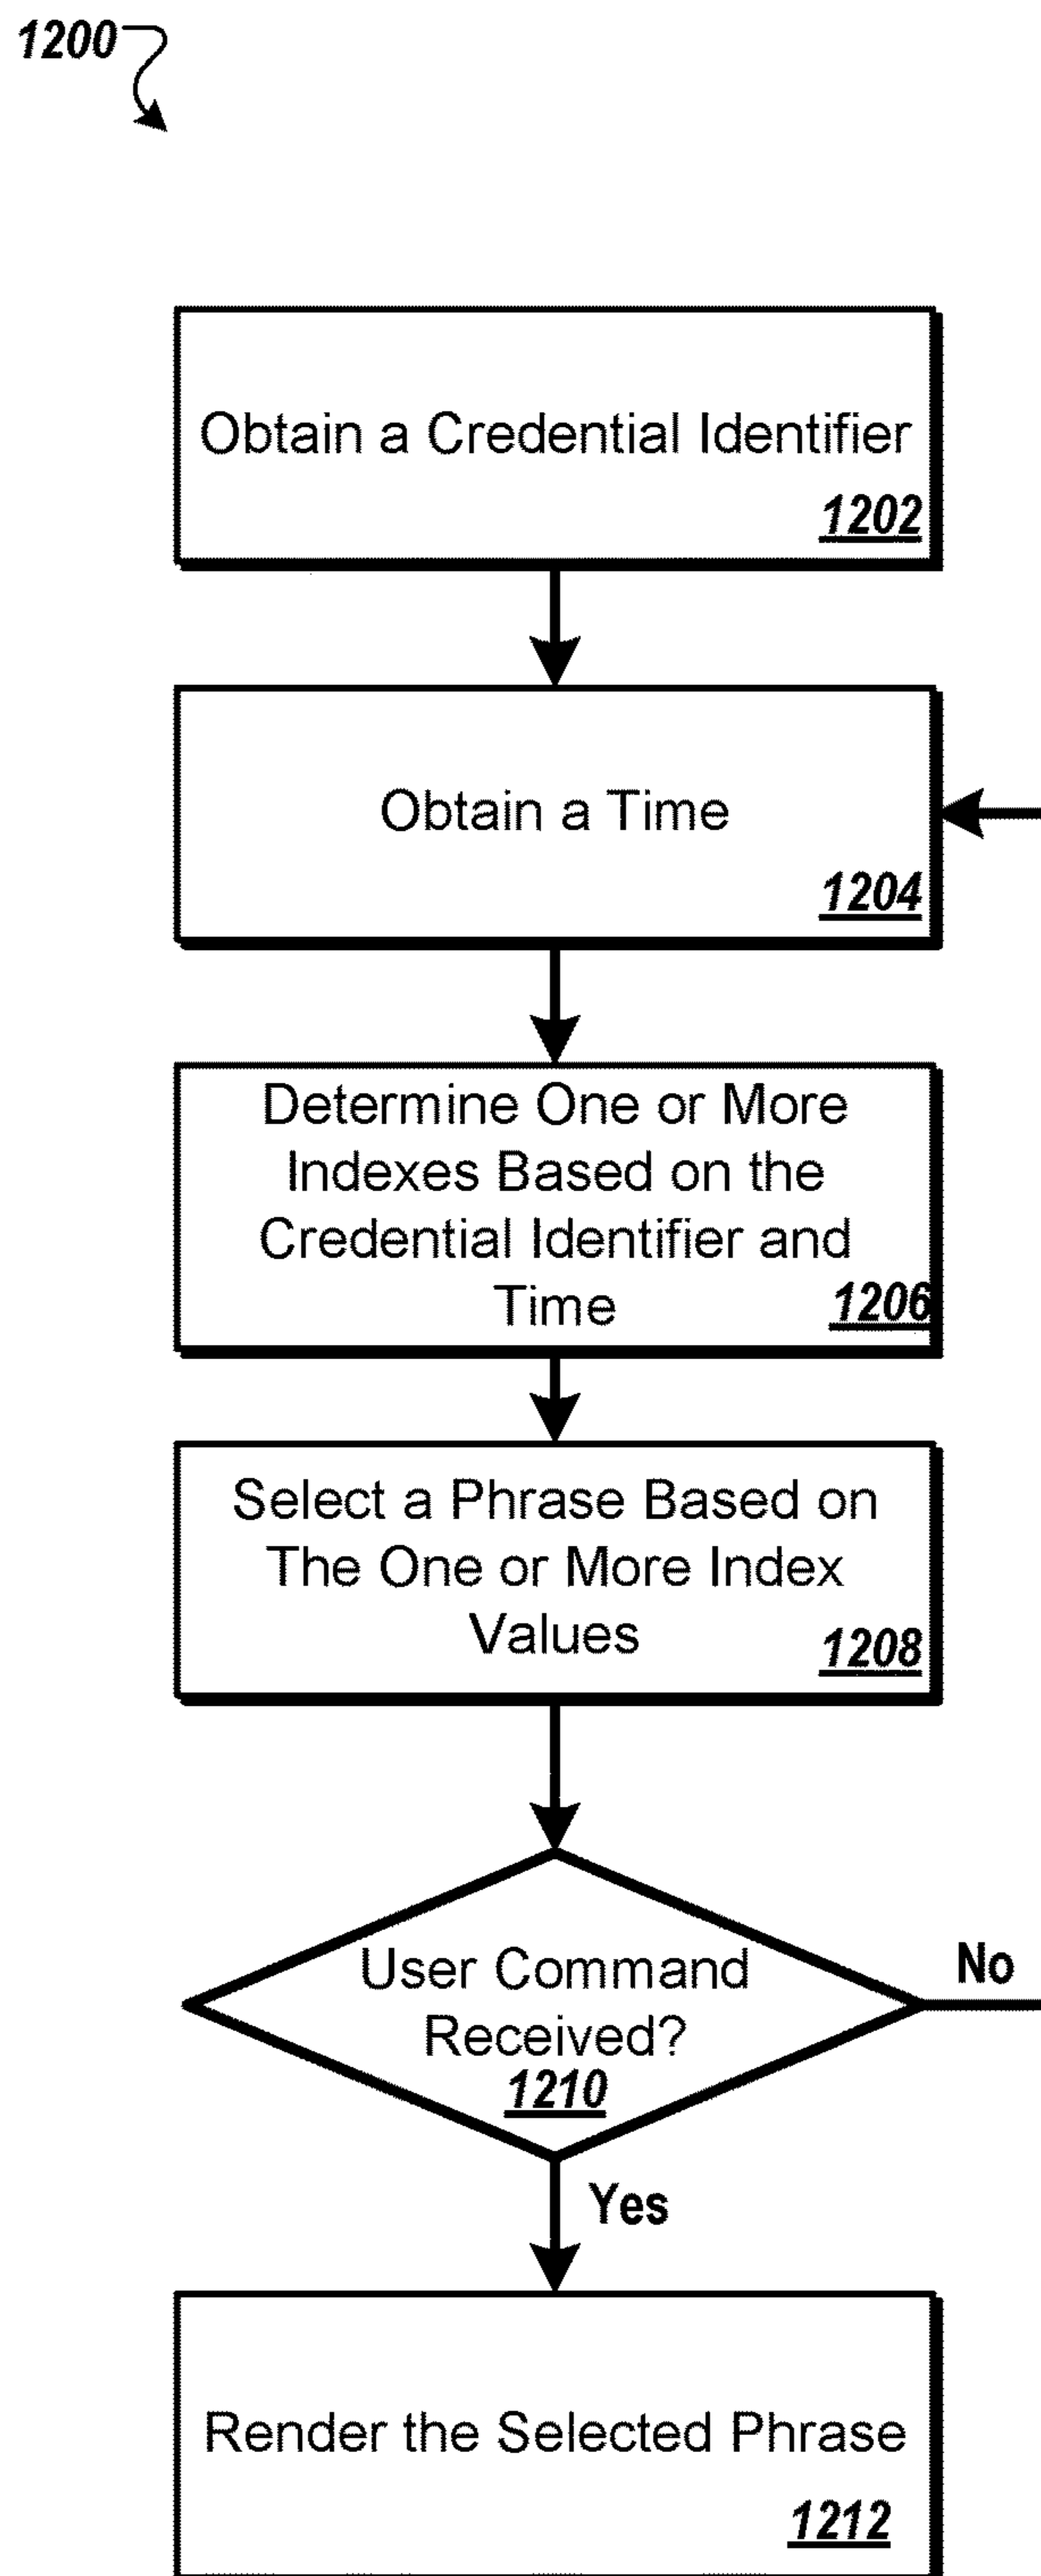 1200
Obtain a Credential Identifier
1202
Obtain a Time
1204
Determine One or More
Indexes Based on the
Credential Identifier and
Time
1206
Select a Phrase Based on
The One or More Index
Values
1208
User Command
Received?
1210
No
Yes
Render the Selected Phrase
1212